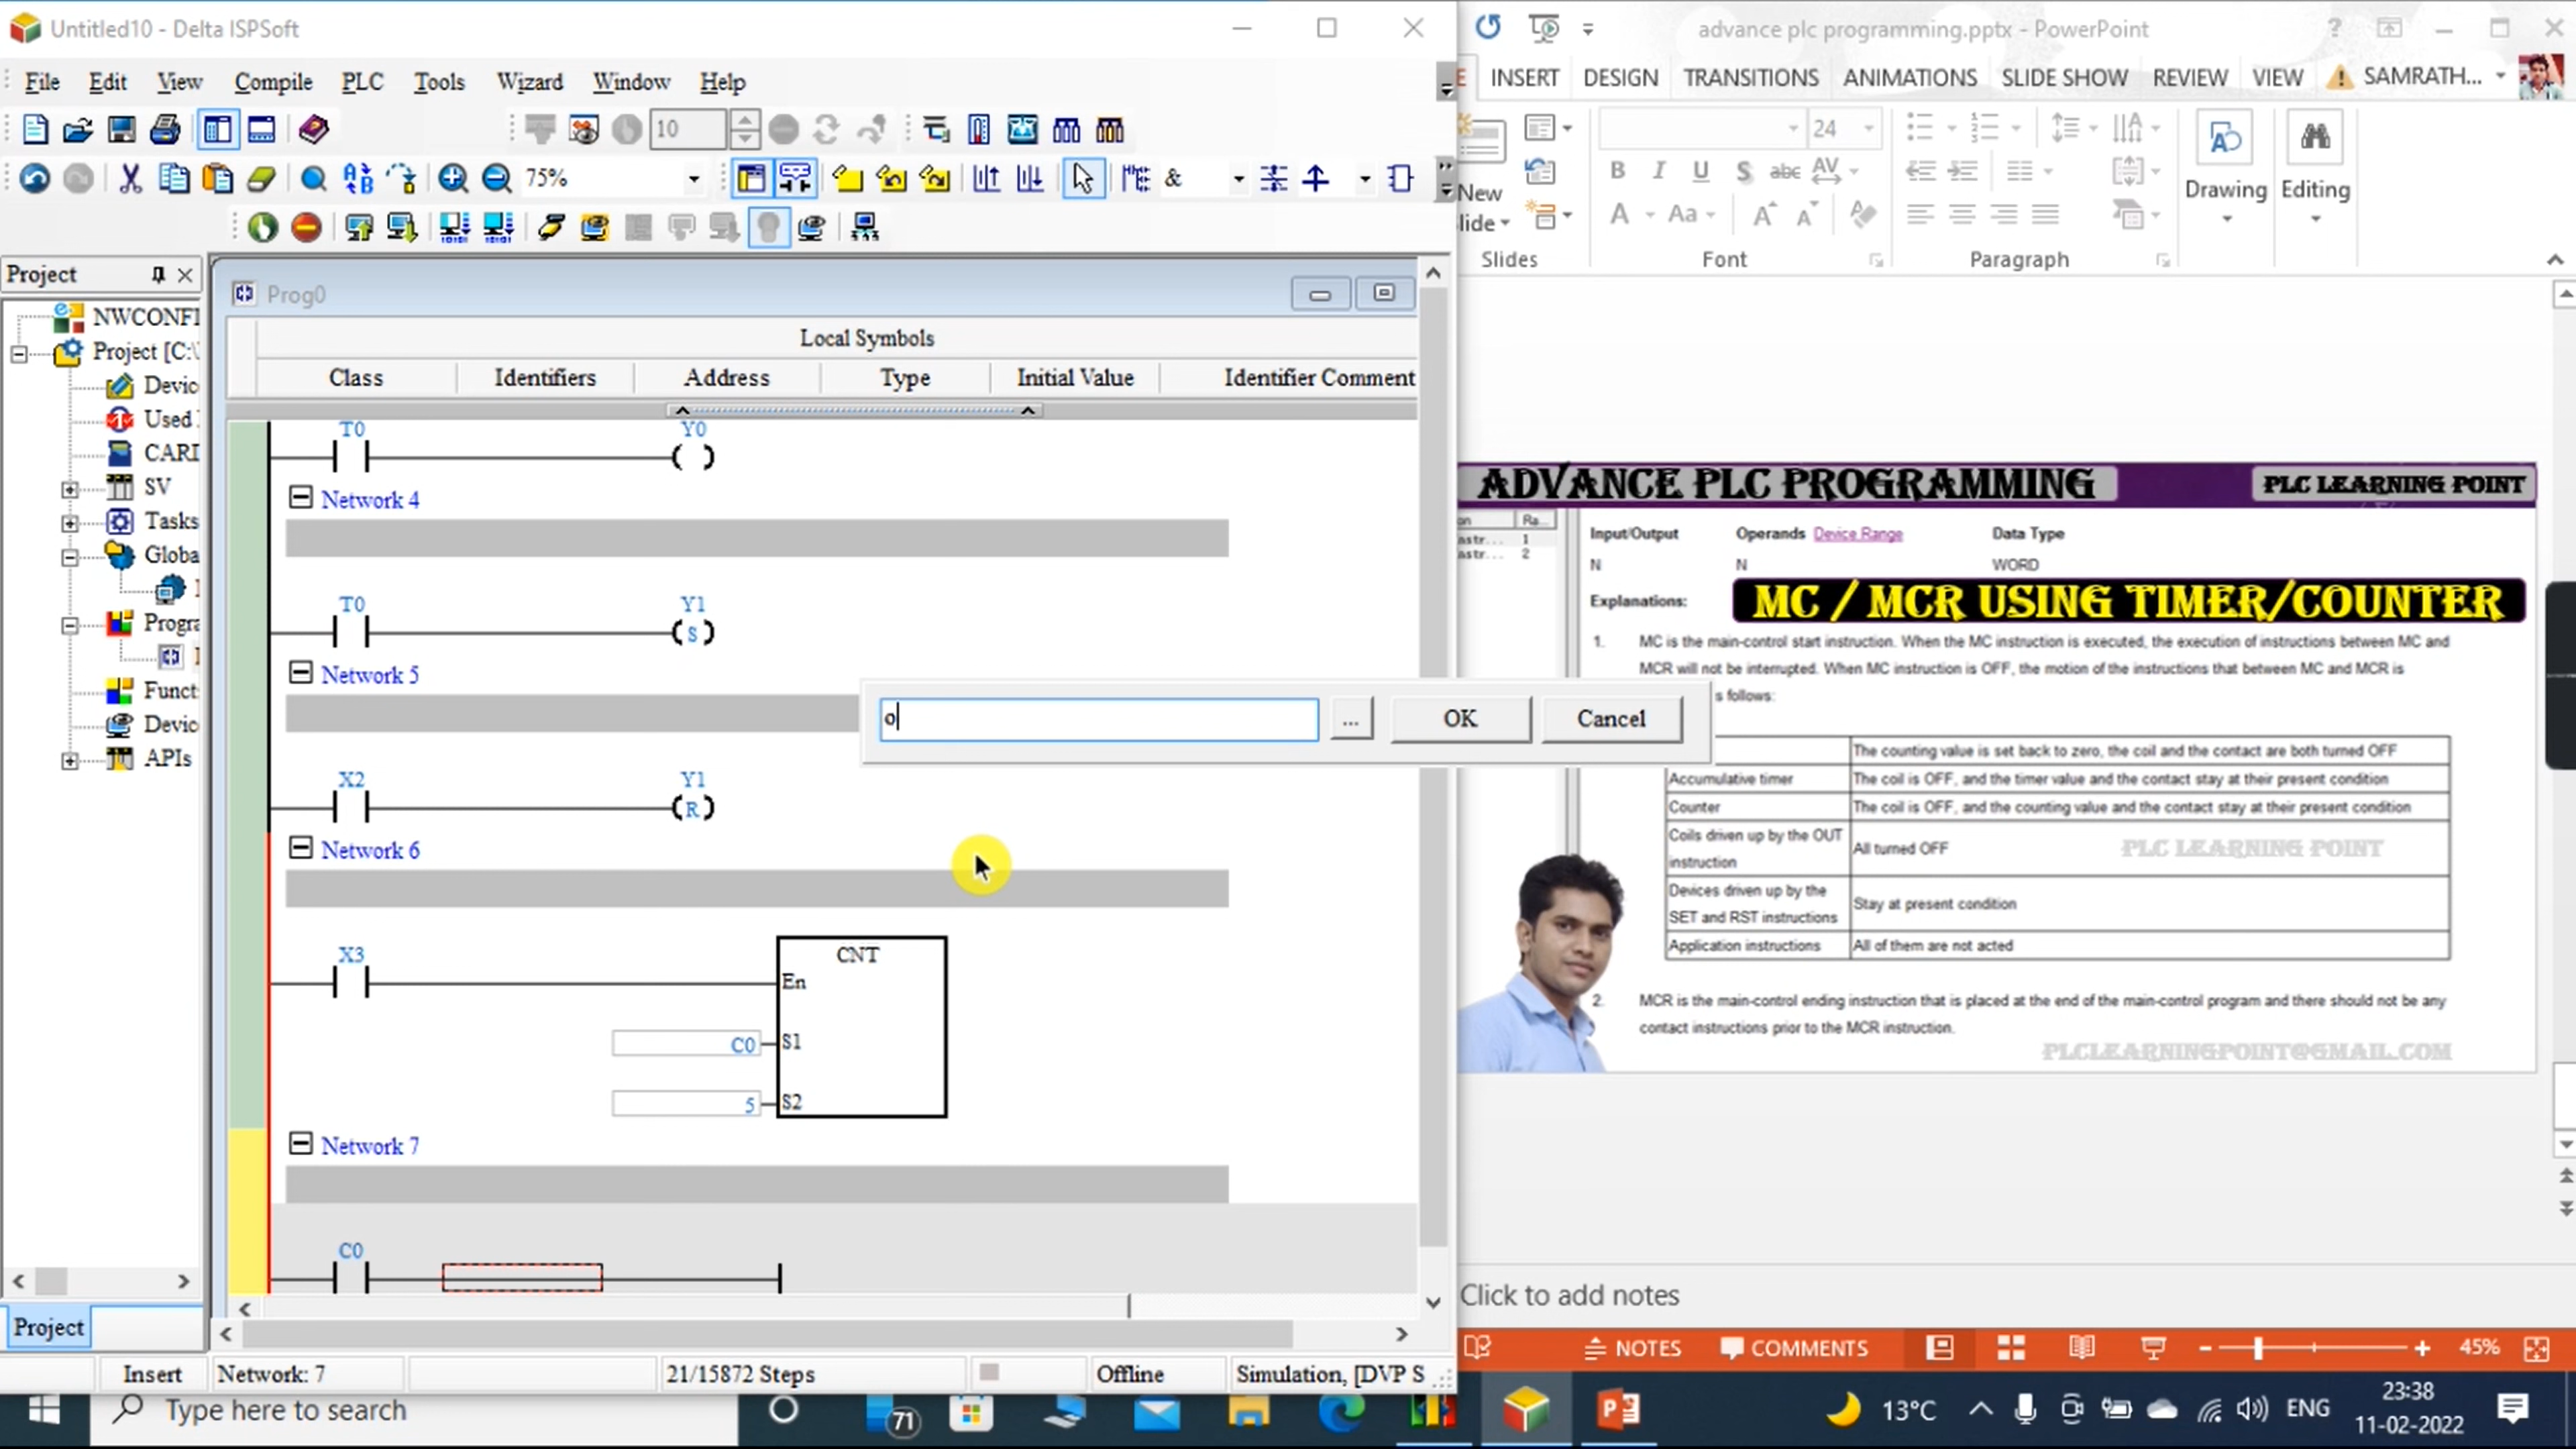 Untitled10 - Delta ISPSoft
File Edit View Compile PLC Tools Wizard Window Help
10
75%
&
Project
NWCONFI
Project [C:\
Devic
Used
CARD
SV
Tasks
Globa
Progra
Funct
Devic
APIs
Project
Prog0
Local Symbols
Class Identifiers Address Type Initial Value Identifier Comment
T0 Y0
Network 4
T0 Y1
S
Network 5
o
... OK Cancel
X2 Y1
R
Network 6
X3 CNT
En
C0 S1
5 S2
Network 7
C0
Insert Network: 7 21/15872 Steps Offline Simulation, [DVP S
advance plc programming.pptx - PowerPoint
E INSERT DESIGN TRANSITIONS ANIMATIONS SLIDE SHOW REVIEW VIEW SAMRATH...
24
New
lide
B I U S abc AV
A Aa A A
Drawing Editing
Slides Font Paragraph
ADVANCE PLC PROGRAMMING PLC LEARNING POINT
on Ra...
nstr... 1
nstr... 2
Input/Output Operands Device Range Data Type
N N WORD
Explanations: MC / MCR USING TIMER/COUNTER
1. MC is the main-control start instruction. When the MC instruction is executed, the execution of instructions between MC and
MCR will not be interrupted. When MC instruction is OFF, the motion of the instructions that between MC and MCR is
s follows:
The counting value is set back to zero, the coil and the contact are both turned OFF
Accumulative timer The coil is OFF, and the timer value and the contact stay at their present condition
Counter The coil is OFF, and the counting value and the contact stay at their present condition
Coils driven up by the OUT
instruction All turned OFF
PLC LEARNING POINT
Devices driven up by the
SET and RST instructions Stay at present condition
Application instructions All of them are not acted
2. MCR is the main-control ending instruction that is placed at the end of the main-control program and there should not be any
contact instructions prior to the MCR instruction.
PLCLEARNINGPOINT@GMAIL.COM
Click to add notes
NOTES COMMENTS 45%
Type here to search
71
13°C ENG 23:38
11-02-2022